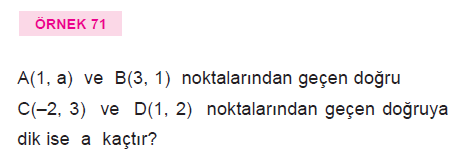 ÖRNEK 71
A(1, a) ve B(3, 1) noktalarından geçen doğru
C(–2, 3) ve D(1, 2) noktalarından geçen doğruya
dik ise a kaçtır?